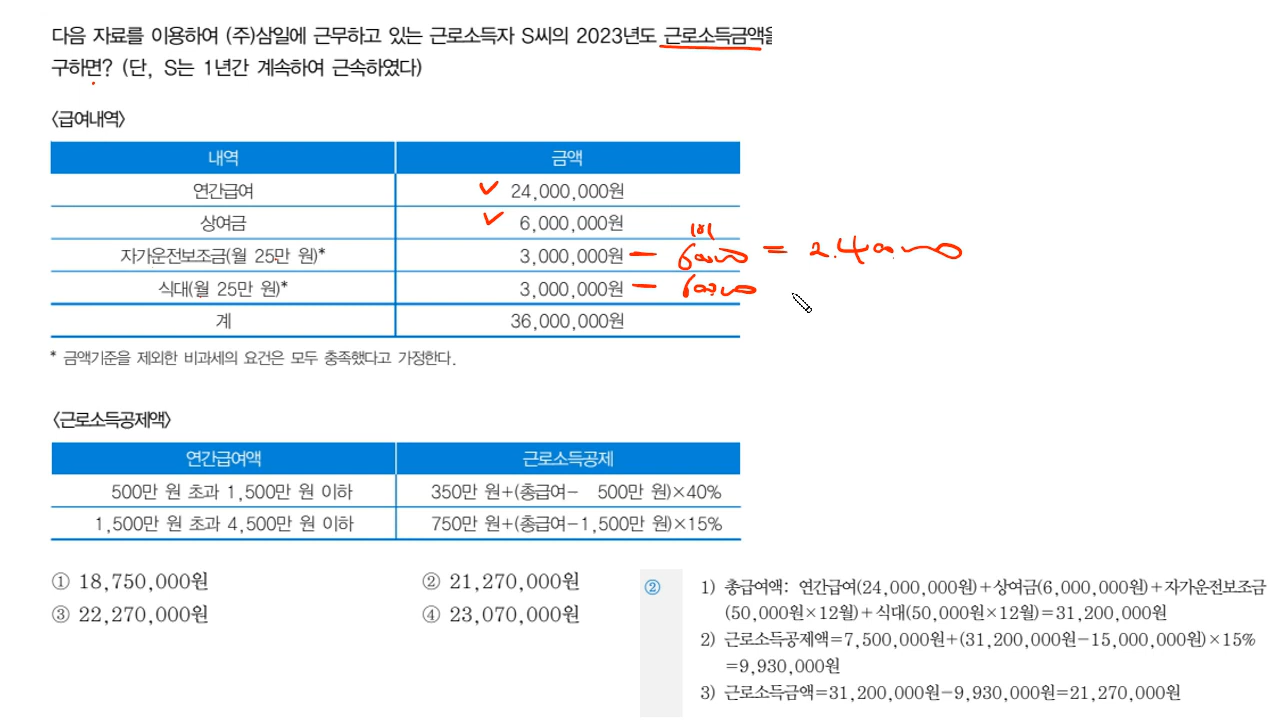 다음 자료를 이용하여 (주)삼일에 근무하고 있는 근로소득자 S씨의 2023년도 근로소득금액을
구하면? (단, S는 1년간 계속하여 근속하였다)
〈급여내역〉
내역 금액
연간급여 24,000,000원
상여금 6,000,000원
자가운전보조금(월 25만 원)* 3,000,000원
식대(월 25만 원)* 3,000,000원
계 36,000,000원
* 금액기준을 제외한 비과세의 요건은 모두 충족했다고 가정한다.
〈근로소득공제액〉
연간급여액 근로소득공제
500만 원 초과 1,500만 원 이하 350만 원+(총급여- 500만 원)×40%
1,500만 원 초과 4,500만 원 이하 750만 원+(총급여-1,500만 원)×15%
① 18,750,000원 ② 21,270,000원
③ 22,270,000원 ④ 23,070,000원
② 1) 총급여액: 연간급여(24,000,000원)+상여금(6,000,000원)+자가운전보조금
(50,000원×12월)+식대(50,000원×12월)=31,200,000원
2) 근로소득공제액=7,500,000원+(31,200,000원-15,000,000원)×15%
=9,930,000원
3) 근로소득금액=31,200,000원-9,930,000원=21,270,000원